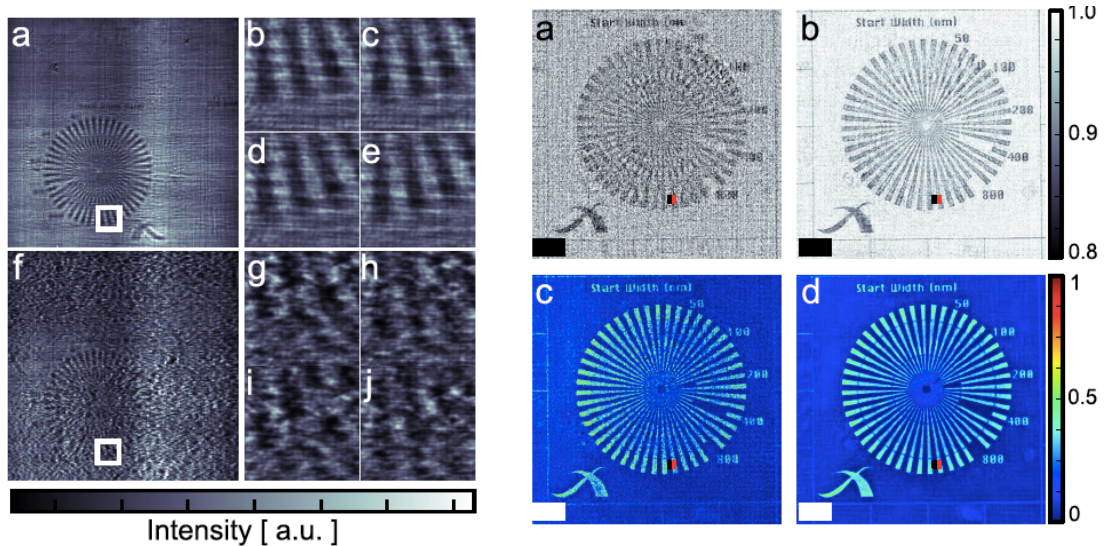 a
b
c
d
e
f
g
h
i
j
Intensity [ a.u. ]
a
Start Width (nm)
b
Start Width (nm)
50
100
200
400
800
1.0
0.9
0.8
c
Start Width (nm)
50
100
200
400
800
d
Start Width (nm)
50
100
200
400
800
1
0.5
0